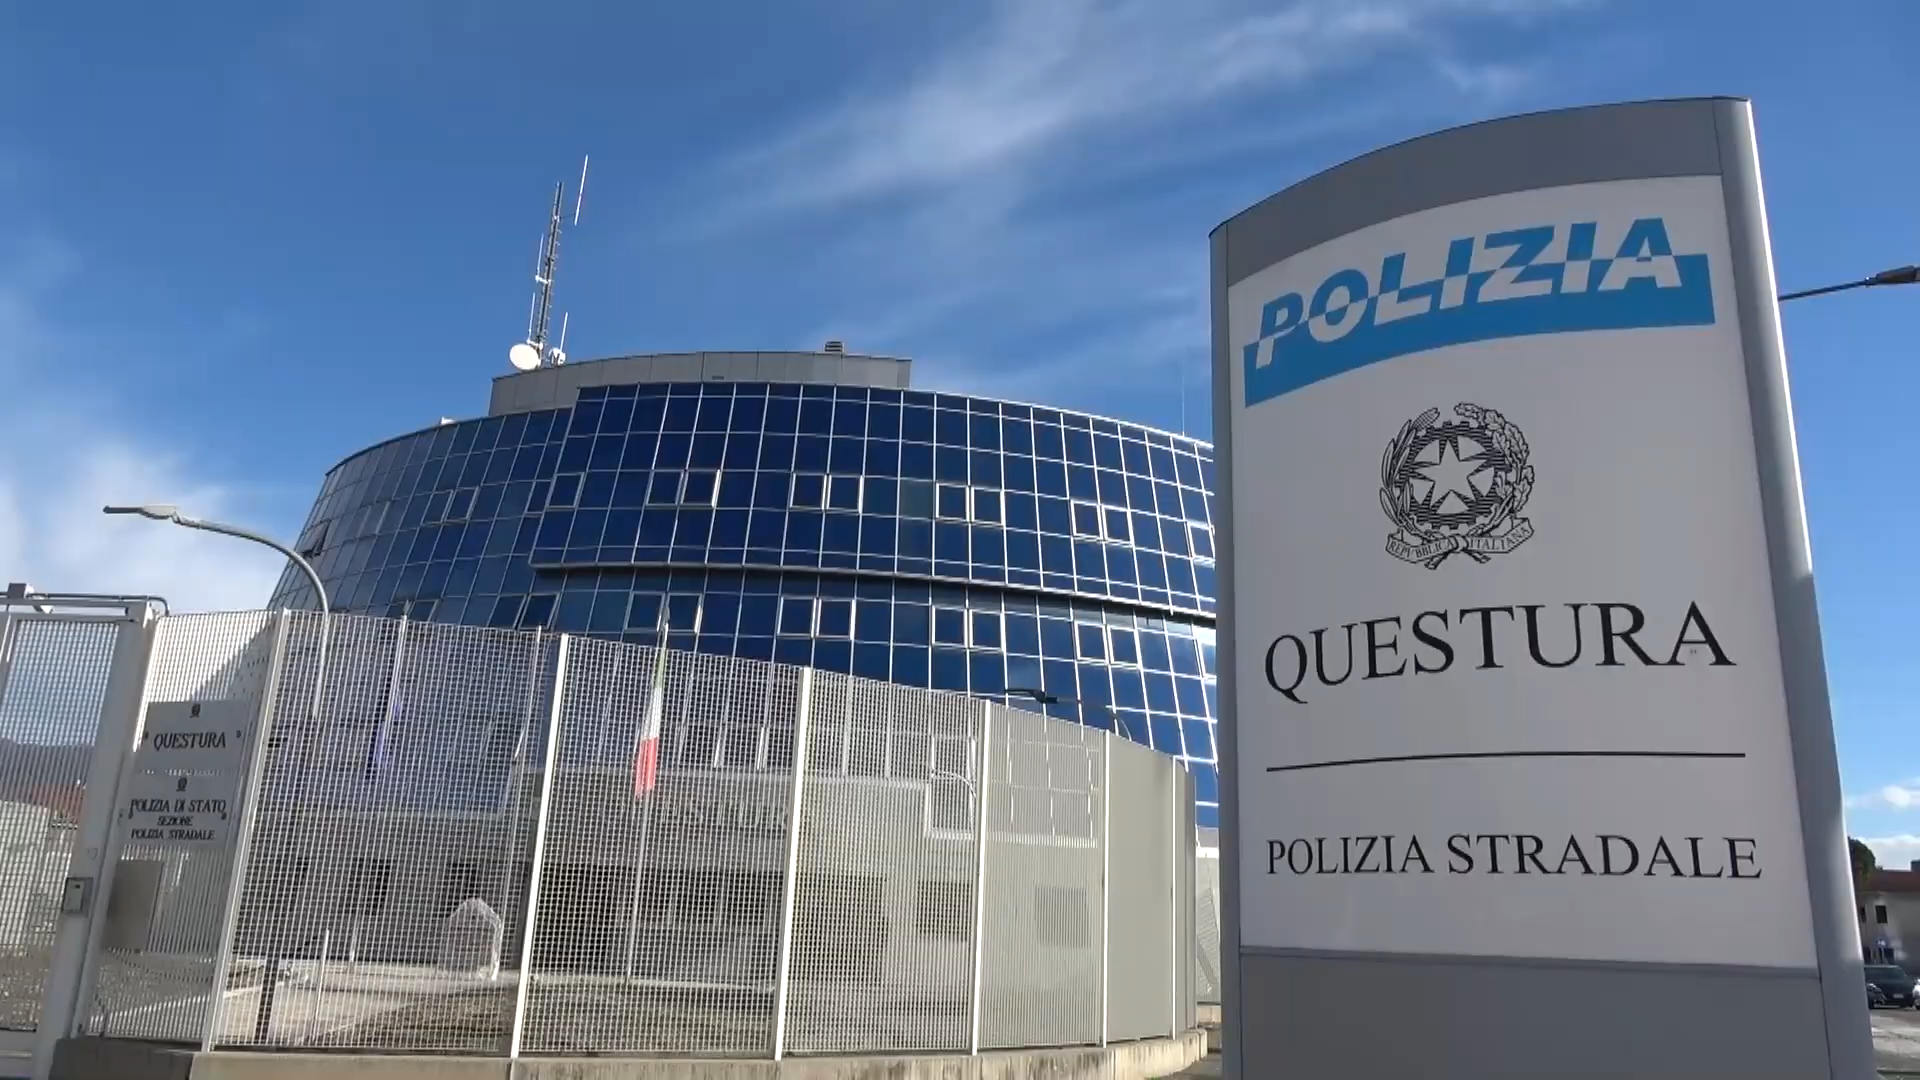 POLIZIA
REPVBBLICA ITALIANA
QUESTURA
POLIZIA STRADALE
QUESTURA
POLIZIA DI STATO
SEZIONE
POLIZIA STRADALE